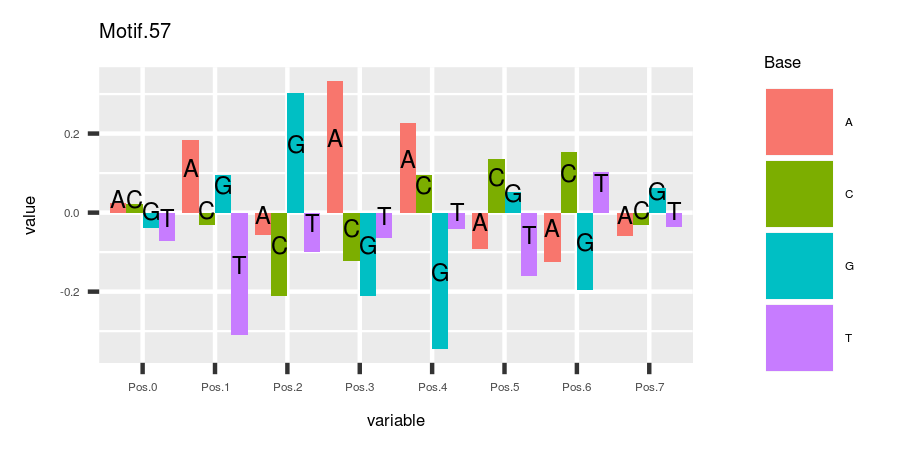 Motif.57
Base
A
C
G
T
value
0.2
0.0
-0.2
A C G T A C G T A C G T A C G T A C G T A C G T A C G T A C G T
Pos.0 Pos.1 Pos.2 Pos.3 Pos.4 Pos.5 Pos.6 Pos.7
variable